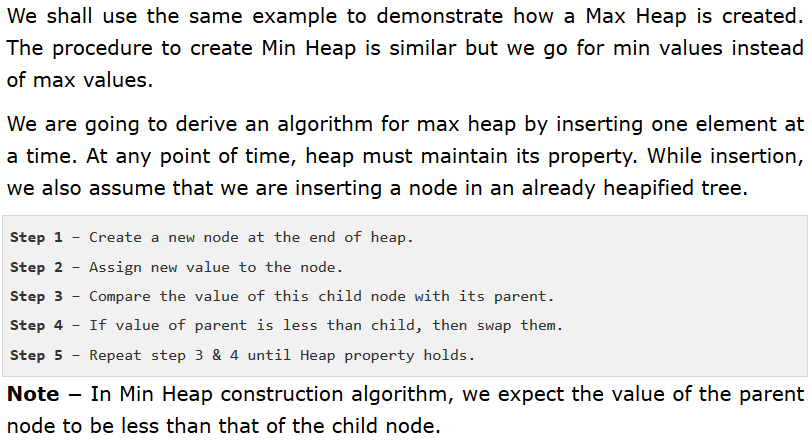 We shall use the same example to demonstrate how a Max Heap is created.
The procedure to create Min Heap is similar but we go for min values instead
of max values.
We are going to derive an algorithm for max heap by inserting one element at
a time. At any point of time, heap must maintain its property. While insertion,
we also assume that we are inserting a node in an already heapified tree.
Step 1 − Create a new node at the end of heap.
Step 2 − Assign new value to the node.
Step 3 − Compare the value of this child node with its parent.
Step 4 − If value of parent is less than child, then swap them.
Step 5 − Repeat step 3 & 4 until Heap property holds.
Note − In Min Heap construction algorithm, we expect the value of the parent
node to be less than that of the child node.